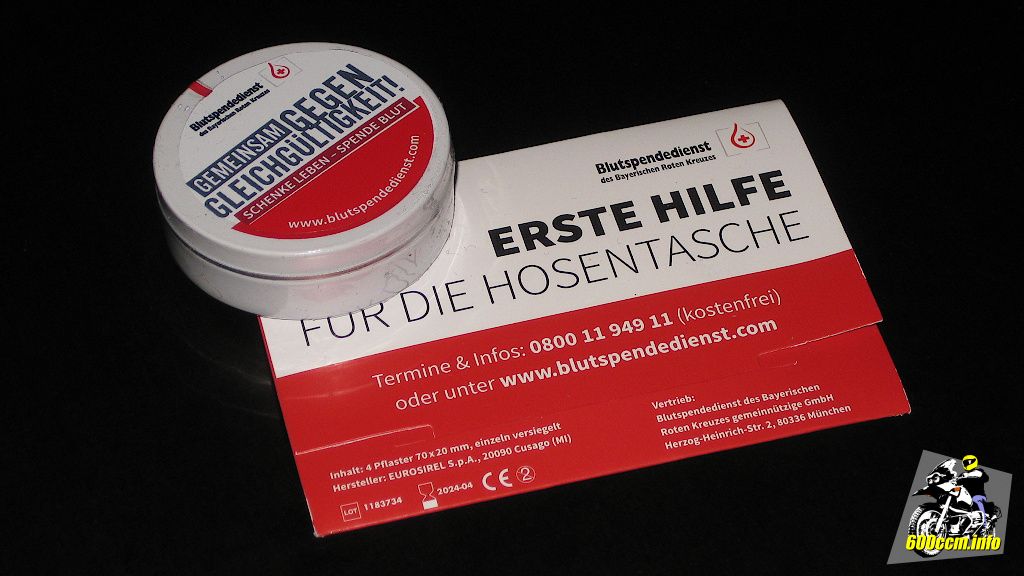 Blutspendedienst
des Bayerischen Roten Kreuzes
GEMEINSAM GEGEN
GLEICHGÜLTIGKEIT!
SCHENKE LEBEN - SPENDE BLUT
www.blutspendedienst.com
Blutspendedienst
des Bayerischen Roten Kreuzes
ERSTE HILFE
FÜR DIE HOSENTASCHE
Termine & Infos: 0800 11 949 11 (kostenfrei)
oder unter www.blutspendedienst.com
Inhalt: 4 Pflaster 70 x 20 mm, einzeln versiegelt
Hersteller: EUROSIREL S.p.A., 20090 Cusago (MI)
LOT 1183734 2024-04 CE 2
Vertrieb:
Blutspendedienst des Bayerischen
Roten Kreuzes gemeinnützige GmbH
Herzog-Heinrich-Str. 2, 80336 München
600ccm.info